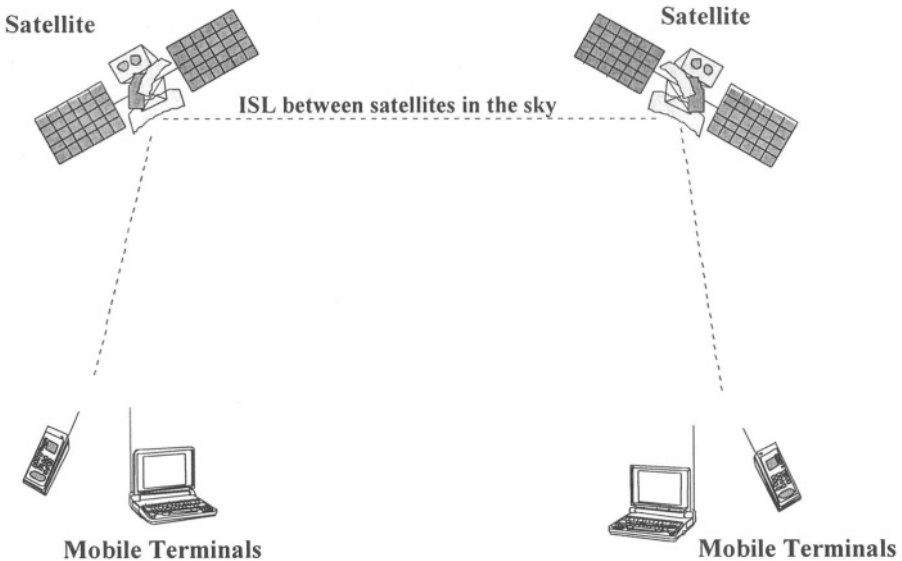 Satellite
Satellite
ISL between satellites in the sky
Mobile Terminals
Mobile Terminals